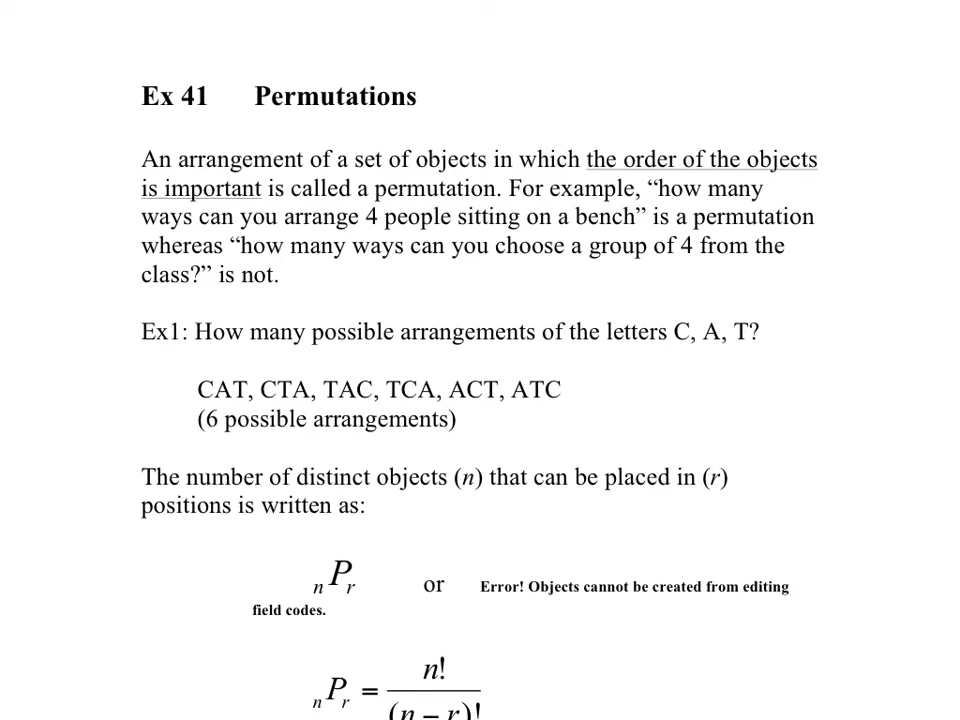 Ex 41 Permutations
An arrangement of a set of objects in which the order of the objects
is important is called a permutation. For example, “how many
ways can you arrange 4 people sitting on a bench” is a permutation
whereas “how many ways can you choose a group of 4 from the
class?” is not.
Ex1: How many possible arrangements of the letters C, A, T?
CAT, CTA, TAC, TCA, ACT, ATC
(6 possible arrangements)
The number of distinct objects (n) that can be placed in (r)
positions is written as:
nPr or Error! Objects cannot be created from editing
field codes.
nPr = n!
(n – r)!